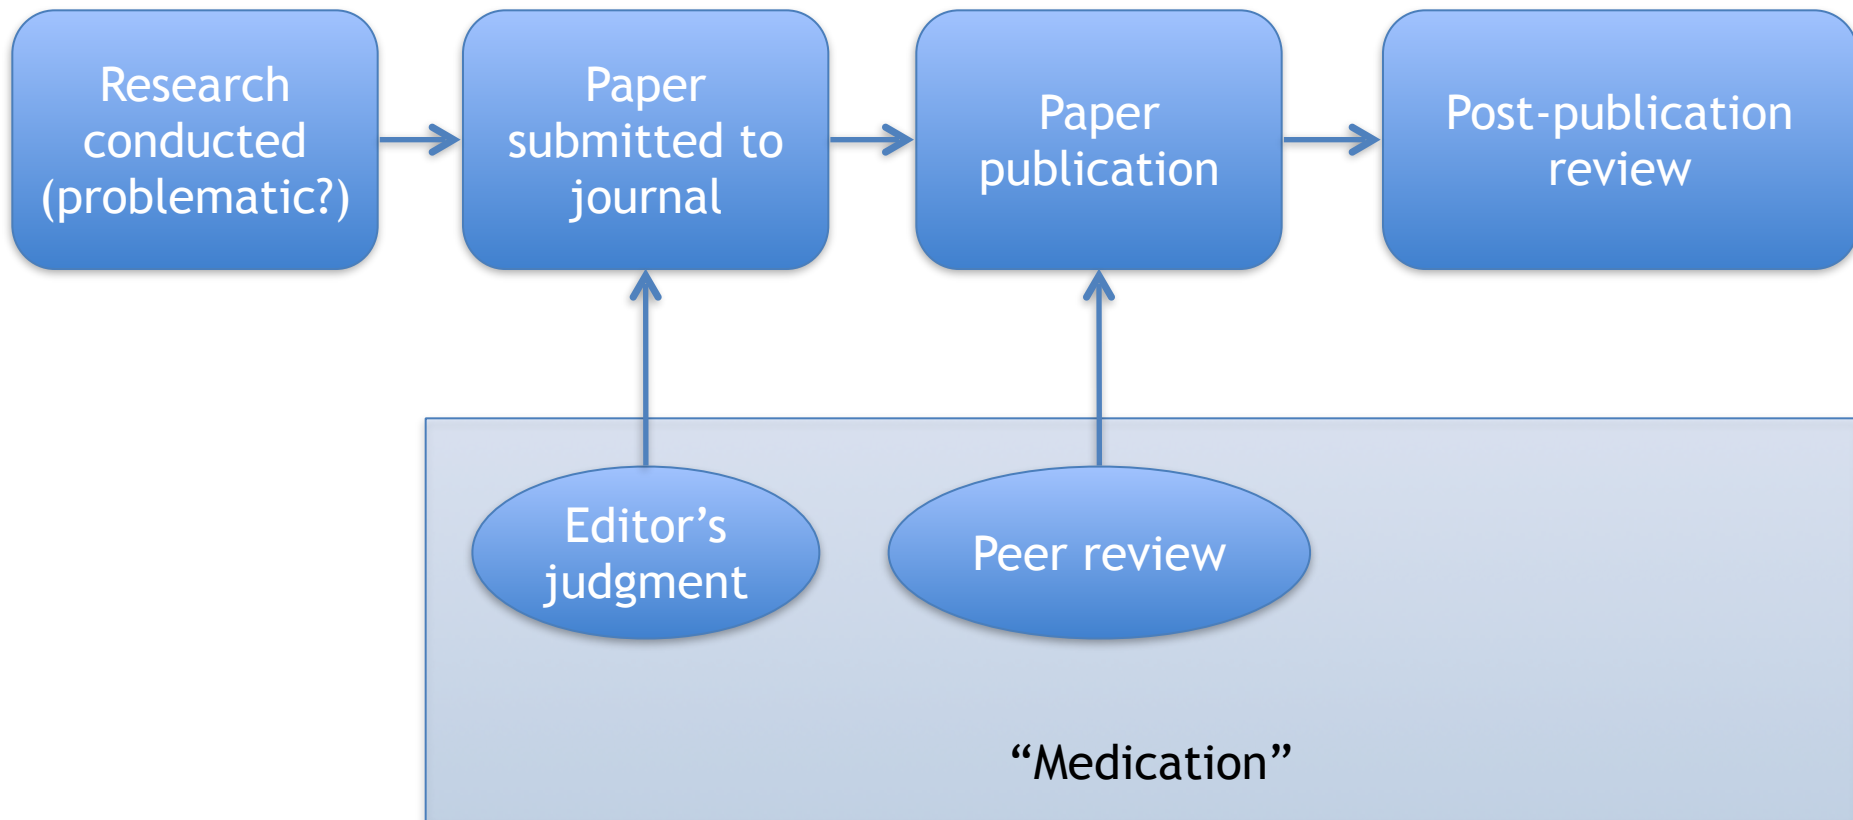 Research
conducted
(problematic?)
Paper
submitted to
journal
Paper
publication
Post-publication
review
Editor’s
judgment
Peer review
“Medication”